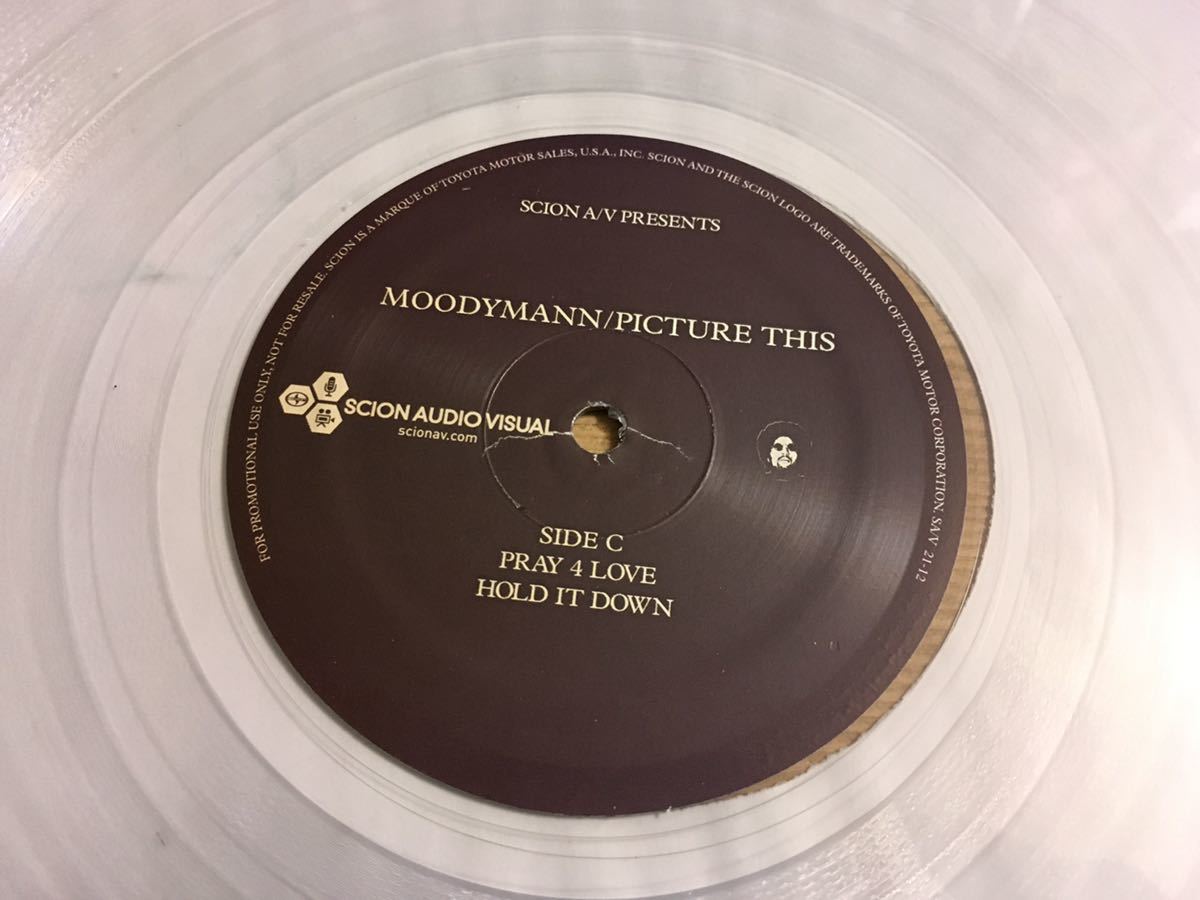 FOR PROMOTIONAL USE ONLY, NOT FOR RESALE. SCION IS A MARQUE OF TOYOTA MOTOR SALES, U.S.A., INC. SCION AND THE SCION LOGO ARE TRADEMARKS OF TOYOTA MOTOR CORPORATION. SA/V 21-12
SCION A/V PRESENTS
MOODYMANN/PICTURE THIS
SCION AUDIO VISUAL
scionav.com
SIDE C
PRAY 4 LOVE
HOLD IT DOWN